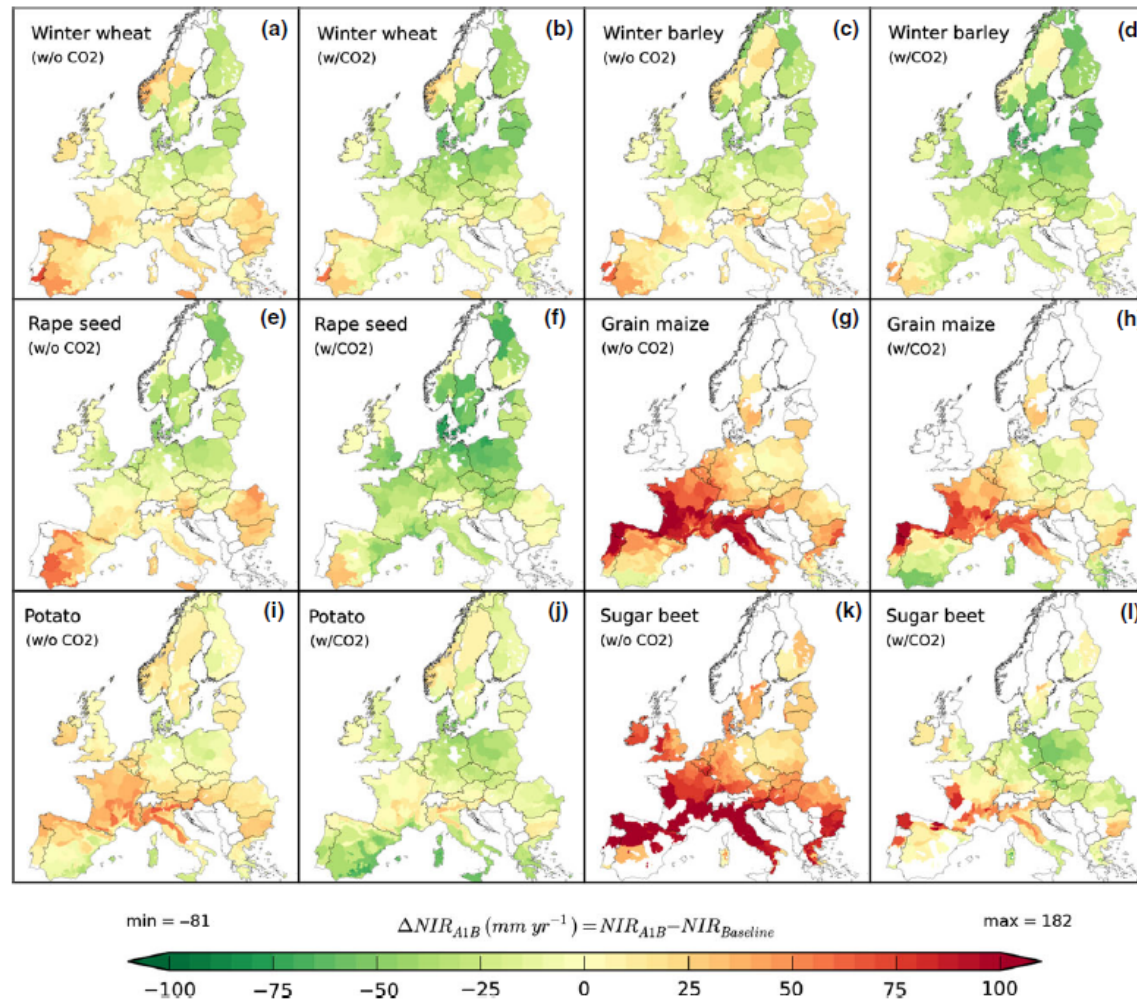 Winter wheat (a)
(w/o CO2)
Winter wheat (b)
(w/CO2)
Winter barley (c)
(w/o CO2)
Winter barley (d)
(w/CO2)
Rape seed (e)
(w/o CO2)
Rape seed (f)
(w/CO2)
Grain maize (g)
(w/o CO2)
Grain maize (h)
(w/CO2)
Potato (i)
(w/o CO2)
Potato (j)
(w/CO2)
Sugar beet (k)
(w/o CO2)
Sugar beet (l)
(w/CO2)
min = −81 ΔNIR_A1B (mm yr⁻¹) = NIR_A1B − NIR_Baseline max = 182
−100 −75 −50 −25 0 25 50 75 100